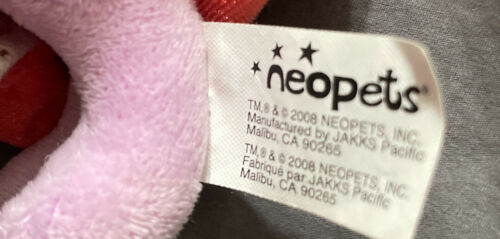 neopets®
TM,® & © 2008 NEOPETS, INC.
Manufactured by JAKKS Pacific
Malibu, CA 90265
TM,® & © 2008 NEOPETS, INC.
Fabriqué par JAKKS Pacific
Malibu, CA 90265